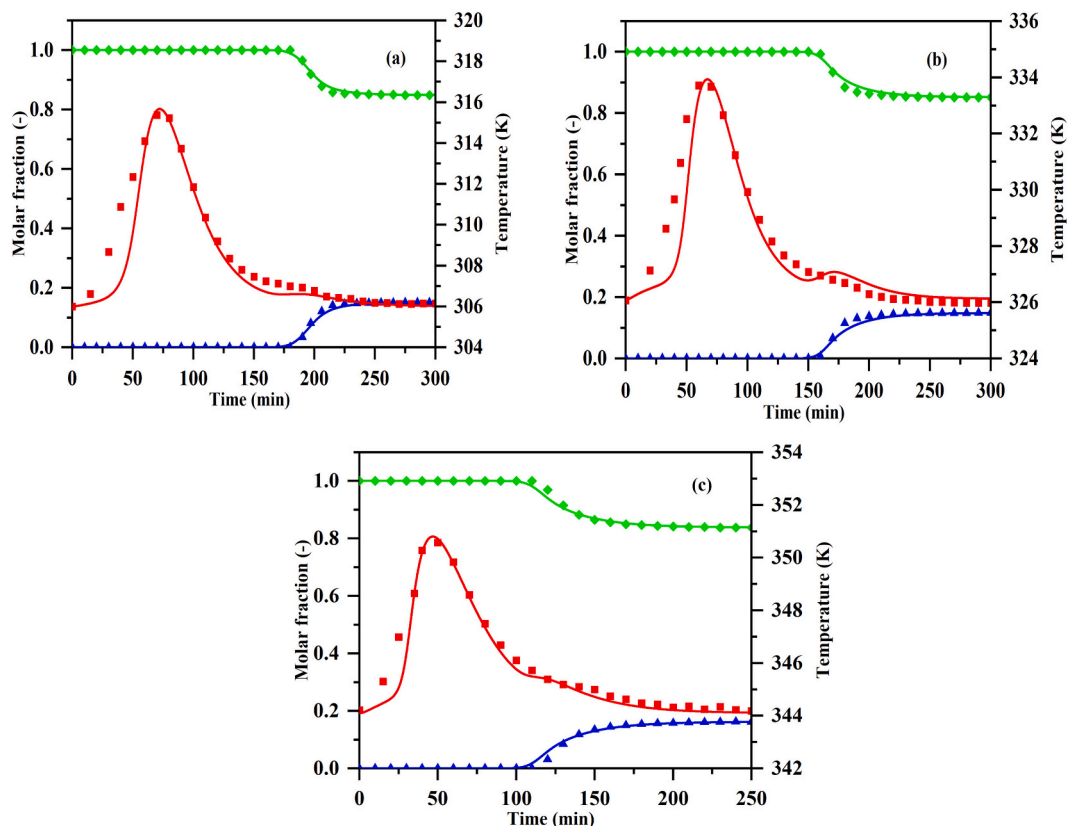 (a)
Molar fraction (-)
1.0
0.8
0.6
0.4
0.2
0.0
320
318
316
314
312
310
308
306
304
Temperature (K)
0 50 100 150 200 250 300
Time (min)
(b)
Molar fraction (-)
1.0
0.8
0.6
0.4
0.2
0.0
336
334
332
330
328
326
324
Temperature (K)
0 50 100 150 200 250 300
Time (min)
(c)
Molar fraction (-)
1.0
0.8
0.6
0.4
0.2
0.0
354
352
350
348
346
344
342
Temperature (K)
0 50 100 150 200 250
Time (min)